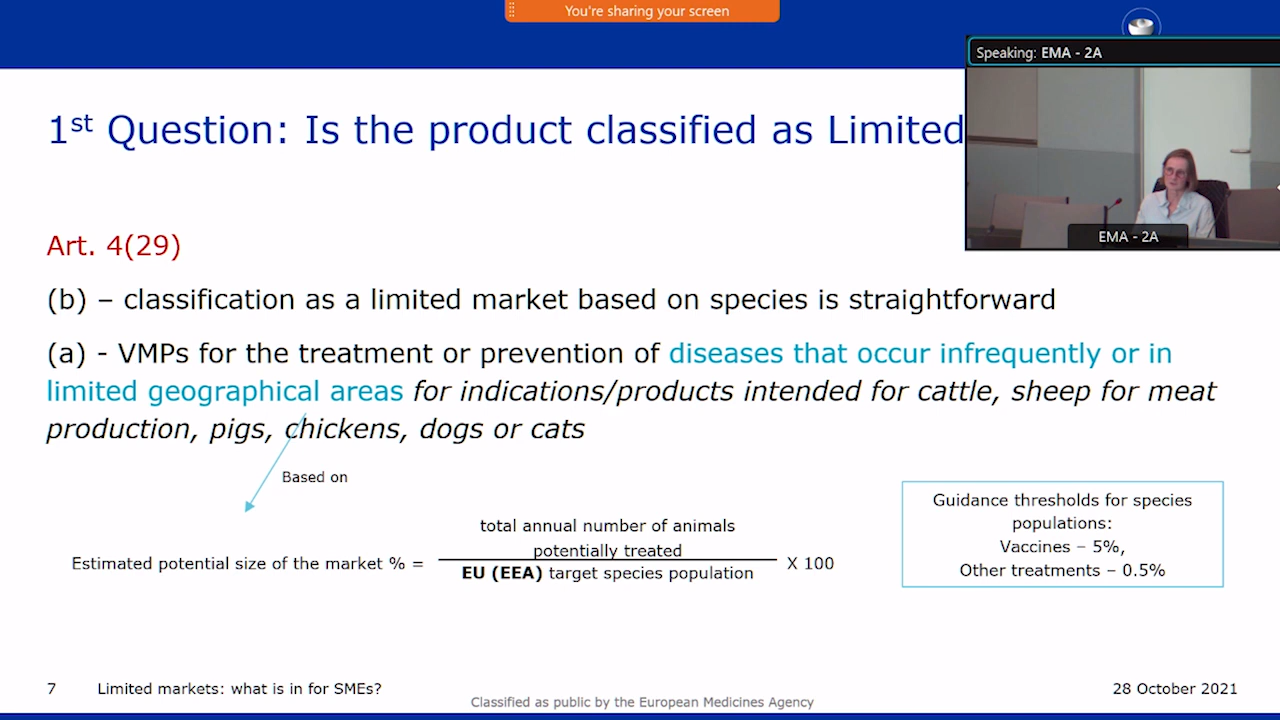 You're sharing your screen
Speaking: EMA - 2A
1st Question: Is the product classified as Limited
EMA - 2A
Art. 4(29)
(b) – classification as a limited market based on species is straightforward
(a) - VMPs for the treatment or prevention of diseases that occur infrequently or in
limited geographical areas for indications/products intended for cattle, sheep for meat
production, pigs, chickens, dogs or cats
Based on
Estimated potential size of the market % =
total annual number of animals
potentially treated
EU (EEA) target species population
X 100
Guidance thresholds for species
populations:
Vaccines – 5%,
Other treatments – 0.5%
7
Limited markets: what is in for SMEs?
28 October 2021
Classified as public by the European Medicines Agency